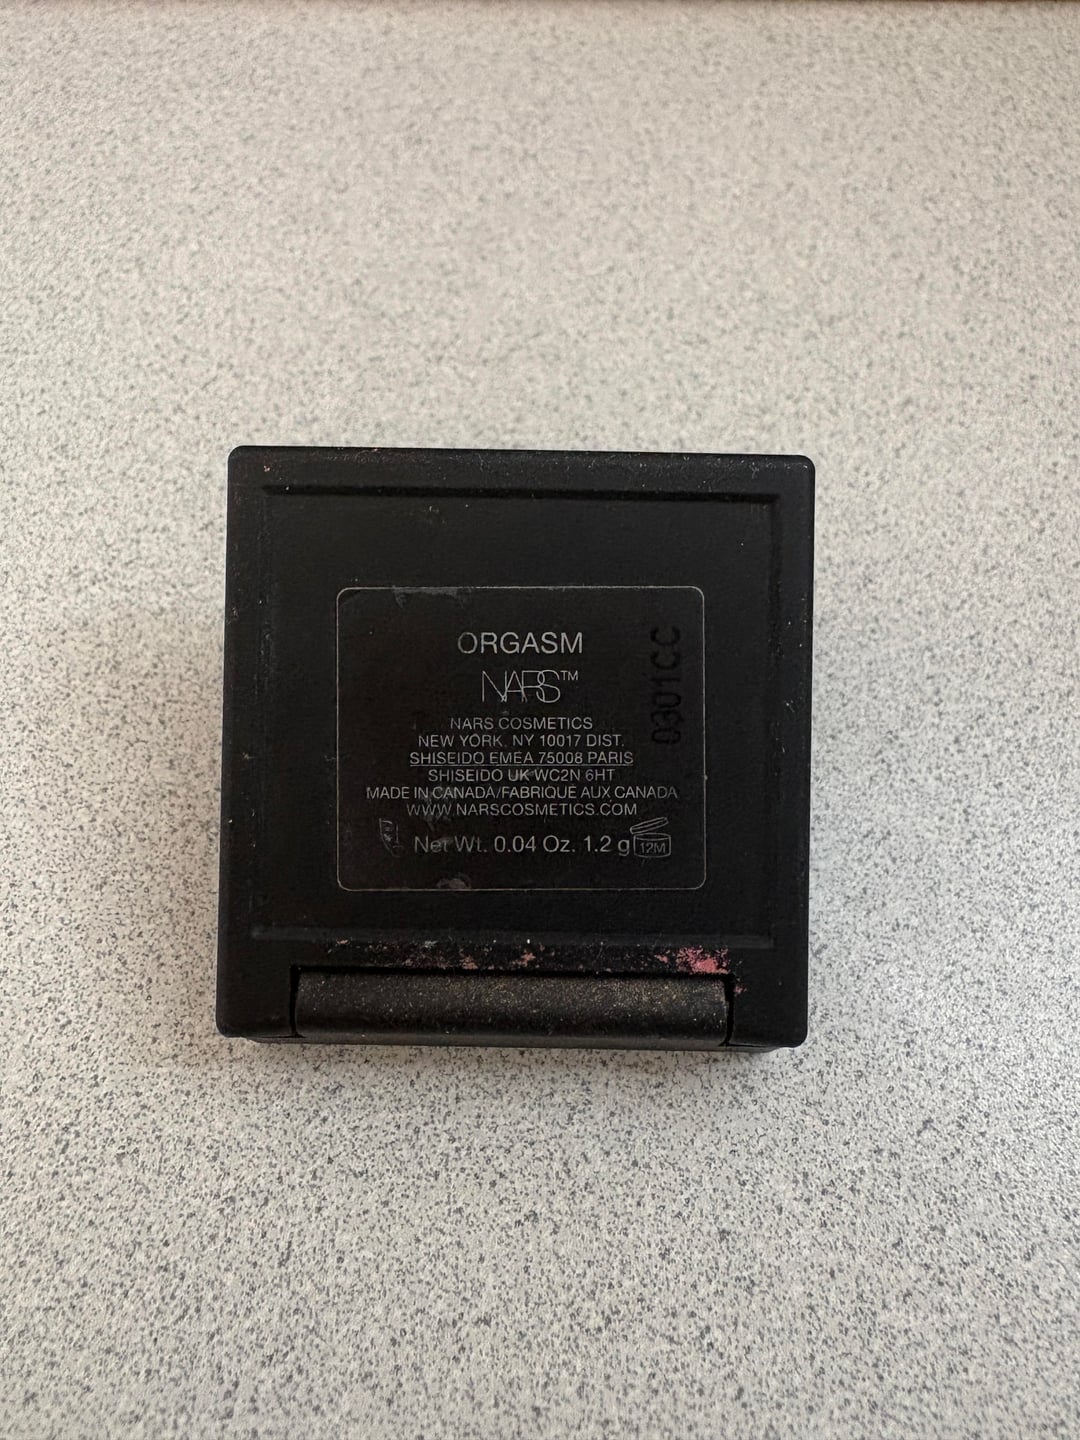 ORGASM
NARS™
NARS COSMETICS
NEW YORK, NY 10017 DIST.
SHISEIDO EMEA 75008 PARIS
SHISEIDO UK WC2N 6HT
MADE IN CANADA/FABRIQUÉ AUX CANADA
WWW.NARSCOSMETICS.COM
Net Wt. 0.04 Oz. 1.2 g
12M
0301CC